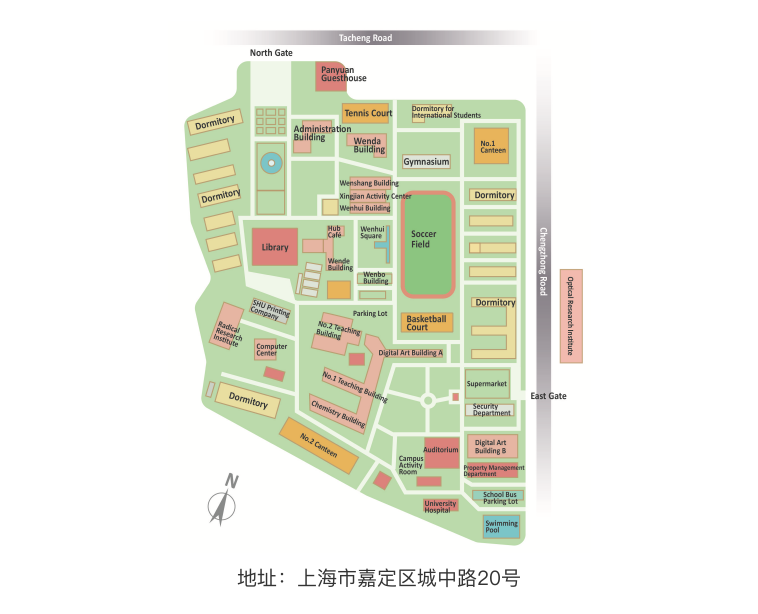 Tacheng Road
North Gate
Panyuan
Guesthouse
Dormitory
Administration
Building
Tennis Court
Dormitory for
International Students
Wenda
Building
Gymnasium
No.1
Canteen
Wenshang Building
Xingjian Activity Center
Wenhui Building
Dormitory
Dormitory
Hub
Café
Wenhui
Square
Soccer
Field
Library
Wende
Building
Wenbo
Building
Chengzhong Road
Optical Research Institute
SHU Printing
Company
Parking Lot
Dormitory
Radical
Research
Institute
No.2 Teaching
Building
Basketball
Court
Computer
Center
Digital Art Building A
No.1 Teaching Building
Supermarket
East Gate
Dormitory
Chemistry Building
Security
Department
No.2 Canteen
Auditorium
Digital Art
Building B
Campus
Activity
Room
Property Management
Department
University
Hospital
School Bus
Parking Lot
Swimming
Pool
N
地址：上海市嘉定区城中路20号